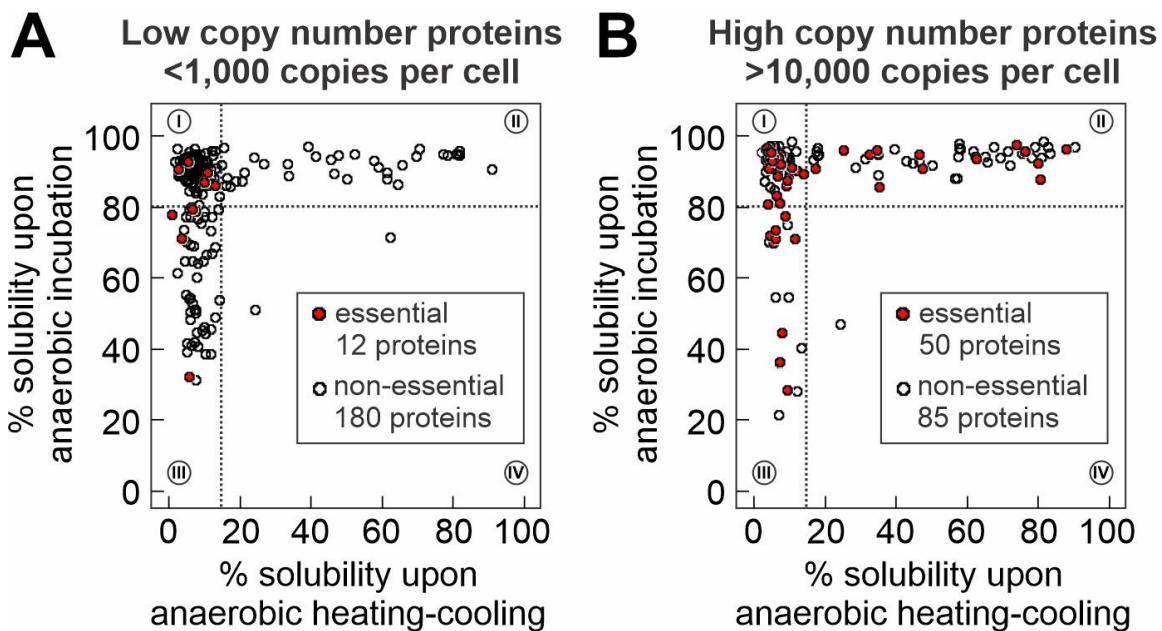 A
Low copy number proteins
<1,000 copies per cell
% solubility upon
anaerobic incubation
100
80
60
40
20
0
I
II
III
IV
essential
12 proteins
non-essential
180 proteins
0 20 40 60 80 100
% solubility upon
anaerobic heating-cooling
B
High copy number proteins
>10,000 copies per cell
% solubility upon
anaerobic incubation
100
80
60
40
20
0
I
II
III
IV
essential
50 proteins
non-essential
85 proteins
0 20 40 60 80 100
% solubility upon
anaerobic heating-cooling